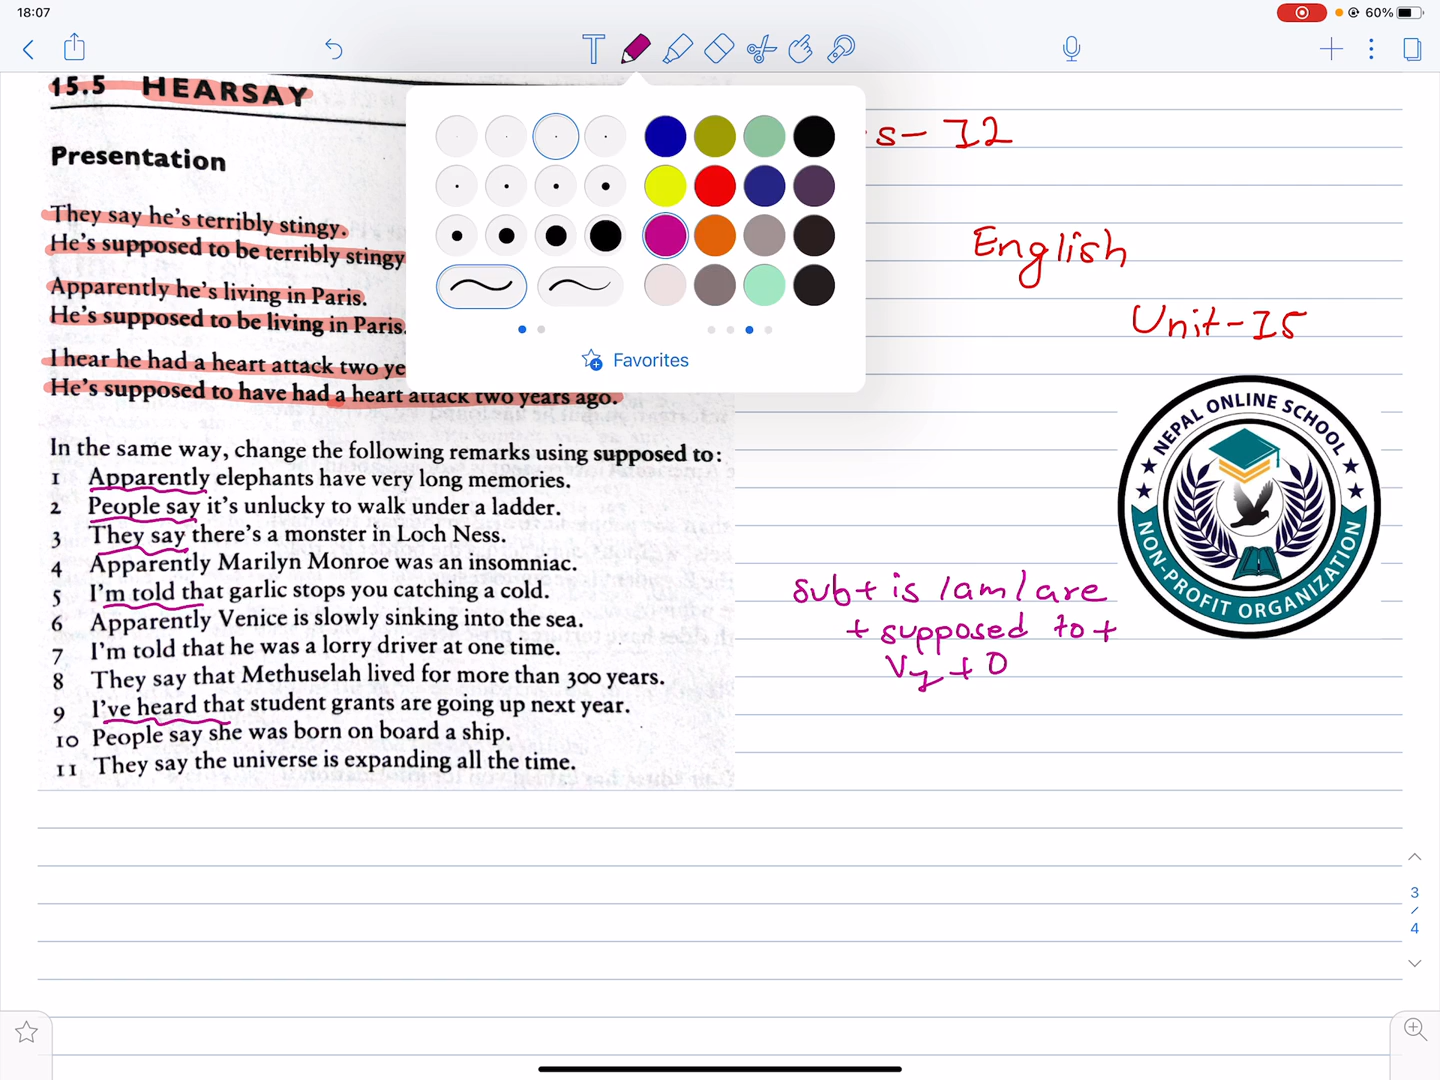 18:07
60%
15.5 HEARSAY
Presentation
They say he's terribly stingy.
He's supposed to be terribly stingy
Apparently he's living in Paris.
He's supposed to be living in Paris.
I hear he had a heart attack two ye
He's supposed to have had a heart attack two years ago.
In the same way, change the following remarks using supposed to:
1 Apparently elephants have very long memories.
2 People say it's unlucky to walk under a ladder.
3 They say there's a monster in Loch Ness.
4 Apparently Marilyn Monroe was an insomniac.
5 I'm told that garlic stops you catching a cold.
6 Apparently Venice is slowly sinking into the sea.
7 I'm told that he was a lorry driver at one time.
8 They say that Methuselah lived for more than 300 years.
9 I've heard that student grants are going up next year.
10 People say she was born on board a ship.
11 They say the universe is expanding all the time.
Favorites
s-12
English
Unit-15
NEPAL ONLINE SCHOOL
NON-PROFIT ORGANIZATION
sub+ is /am/are
+ supposed to +
+ O
3
/
4